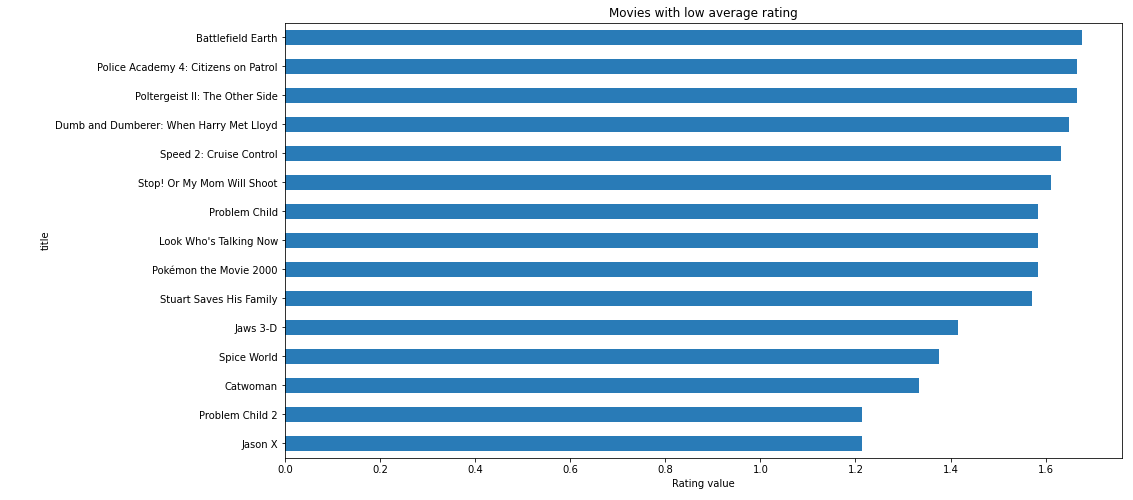 Movies with low average rating
Battlefield Earth
Police Academy 4: Citizens on Patrol
Poltergeist II: The Other Side
Dumb and Dumberer: When Harry Met Lloyd
Speed 2: Cruise Control
Stop! Or My Mom Will Shoot
Problem Child
Look Who's Talking Now
title
Pokémon the Movie 2000
Stuart Saves His Family
Jaws 3-D
Spice World
Catwoman
Problem Child 2
Jason X
0.0 0.2 0.4 0.6 0.8 1.0 1.2 1.4 1.6
Rating value